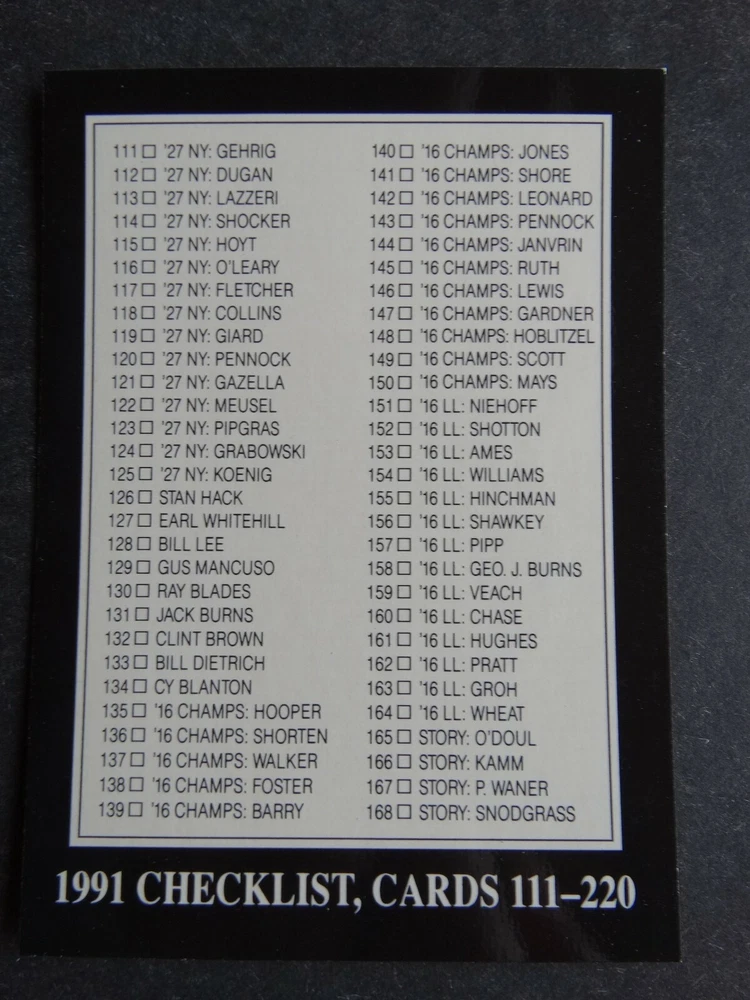 111 ☐ '27 NY: GEHRIG
112 ☐ '27 NY: DUGAN
113 ☐ '27 NY: LAZZERI
114 ☐ '27 NY: SHOCKER
115 ☐ '27 NY: HOYT
116 ☐ '27 NY: O'LEARY
117 ☐ '27 NY: FLETCHER
118 ☐ '27 NY: COLLINS
119 ☐ '27 NY: GIARD
120 ☐ '27 NY: PENNOCK
121 ☐ '27 NY: GAZELLA
122 ☐ '27 NY: MEUSEL
123 ☐ '27 NY: PIPGRAS
124 ☐ '27 NY: GRABOWSKI
125 ☐ '27 NY: KOENIG
126 ☐ STAN HACK
127 ☐ EARL WHITEHILL
128 ☐ BILL LEE
129 ☐ GUS MANCUSO
130 ☐ RAY BLADES
131 ☐ JACK BURNS
132 ☐ CLINT BROWN
133 ☐ BILL DIETRICH
134 ☐ CY BLANTON
135 ☐ '16 CHAMPS: HOOPER
136 ☐ '16 CHAMPS: SHORTEN
137 ☐ '16 CHAMPS: WALKER
138 ☐ '16 CHAMPS: FOSTER
139 ☐ '16 CHAMPS: BARRY
140 ☐ '16 CHAMPS: JONES
141 ☐ '16 CHAMPS: SHORE
142 ☐ '16 CHAMPS: LEONARD
143 ☐ '16 CHAMPS: PENNOCK
144 ☐ '16 CHAMPS: JANVRIN
145 ☐ '16 CHAMPS: RUTH
146 ☐ '16 CHAMPS: LEWIS
147 ☐ '16 CHAMPS: GARDNER
148 ☐ '16 CHAMPS: HOBLITZEL
149 ☐ '16 CHAMPS: SCOTT
150 ☐ '16 CHAMPS: MAYS
151 ☐ '16 LL: NIEHOFF
152 ☐ '16 LL: SHOTTON
153 ☐ '16 LL: AMES
154 ☐ '16 LL: WILLIAMS
155 ☐ '16 LL: HINCHMAN
156 ☐ '16 LL: SHAWKEY
157 ☐ '16 LL: PIPP
158 ☐ '16 LL: GEO. J. BURNS
159 ☐ '16 LL: VEACH
160 ☐ '16 LL: CHASE
161 ☐ '16 LL: HUGHES
162 ☐ '16 LL: PRATT
163 ☐ '16 LL: GROH
164 ☐ '16 LL: WHEAT
165 ☐ STORY: O'DOUL
166 ☐ STORY: KAMM
167 ☐ STORY: P. WANER
168 ☐ STORY: SNODGRASS
1991 CHECKLIST, CARDS 111–220